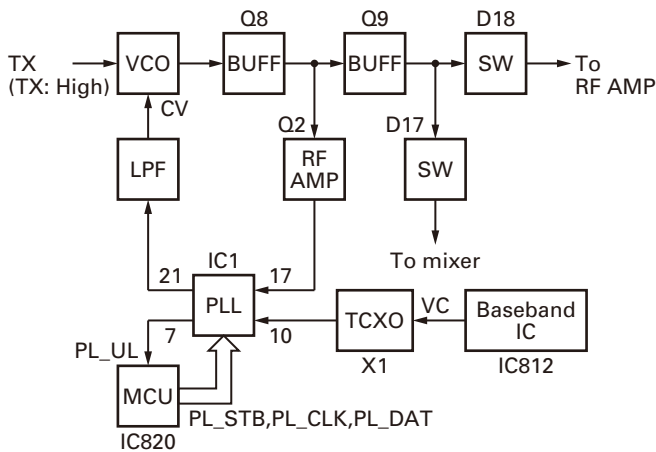 Q8
Q9
D18
TX
(TX: High)
VCO
BUFF
BUFF
SW
To
RF AMP
CV
Q2
D17
LPF
RF
AMP
SW
To mixer
IC1
21
17
PLL
7
10
TCXO
VC
Baseband
IC
X1
IC812
PL_UL
MCU
PL_STB,PL_CLK,PL_DAT
IC820